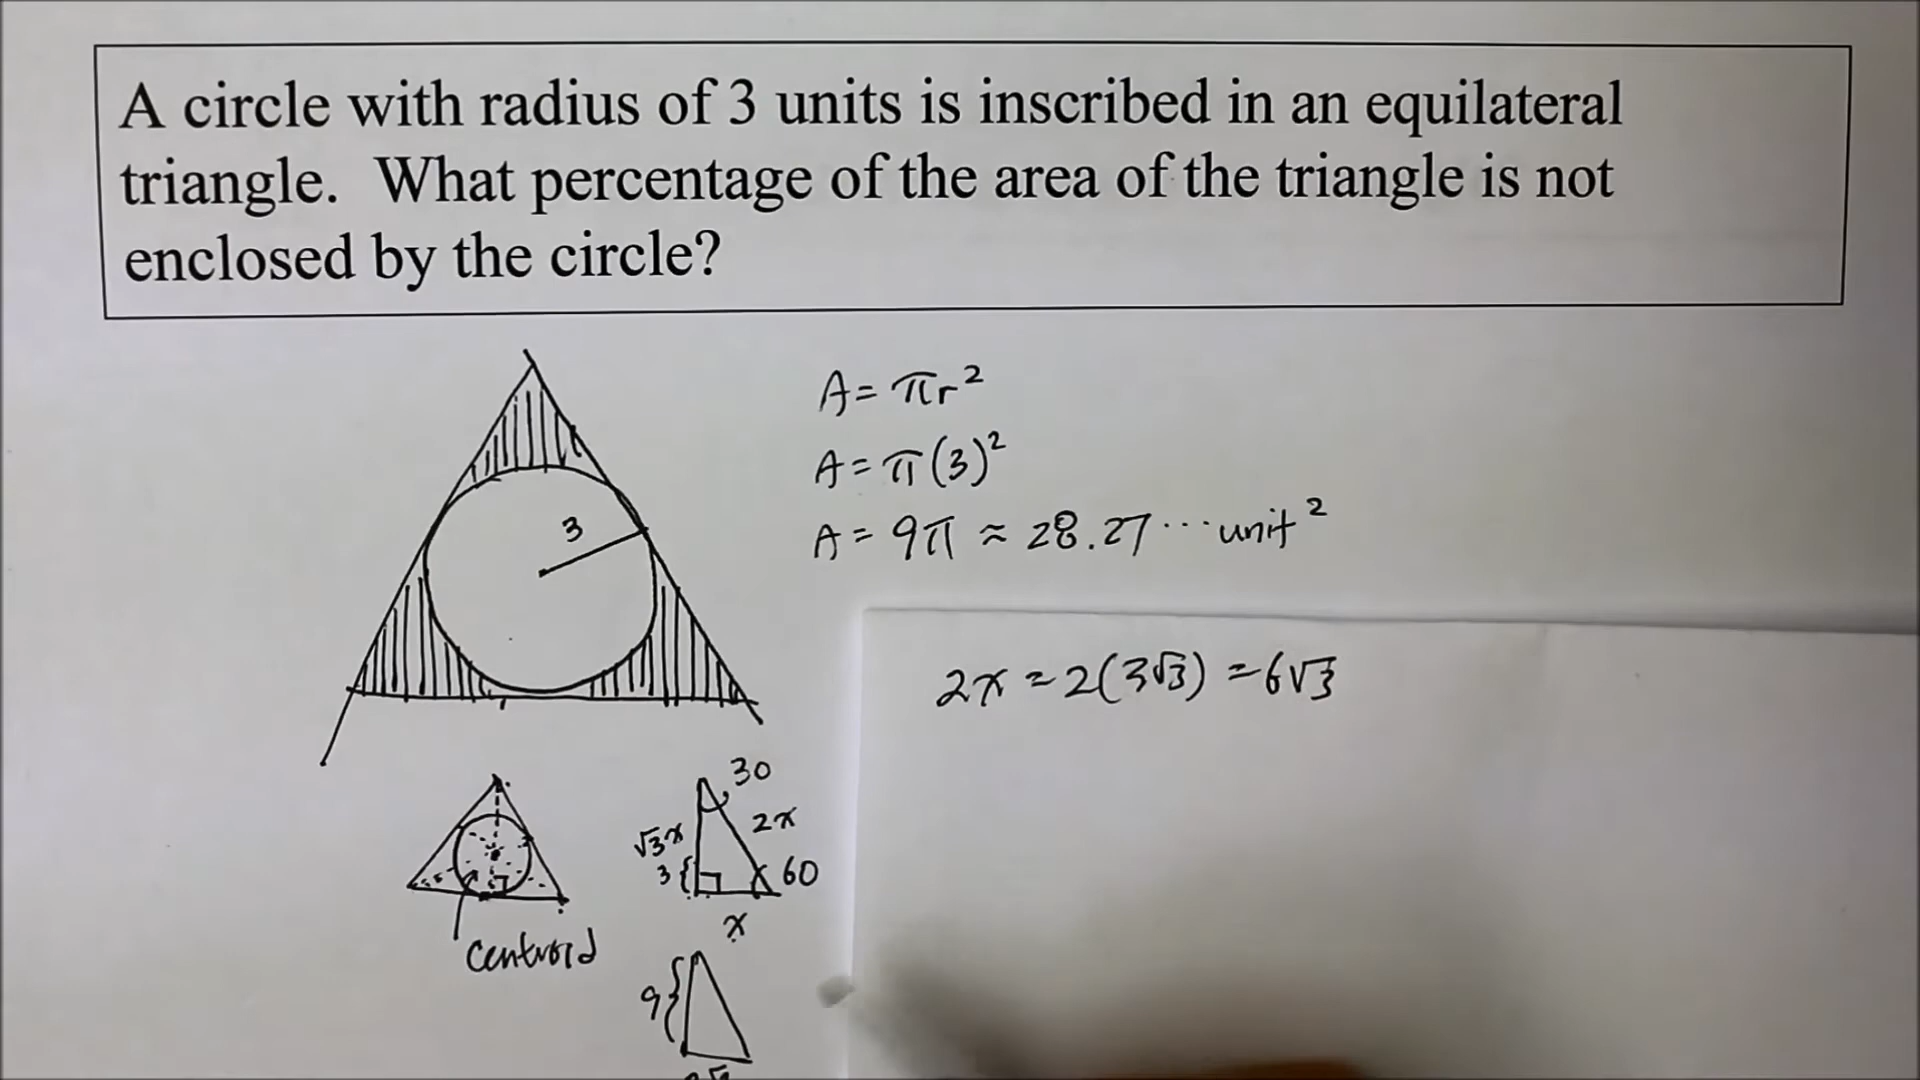 A circle with radius of 3 units is inscribed in an equilateral
triangle. What percentage of the area of the triangle is not
enclosed by the circle?
A = πr²
A = π(3)²
A = 9π ≈ 28.27 ... unit²
3
2x = 2(3√3) = 6√3
30
√3x
2x
3
60
x
centroid
9